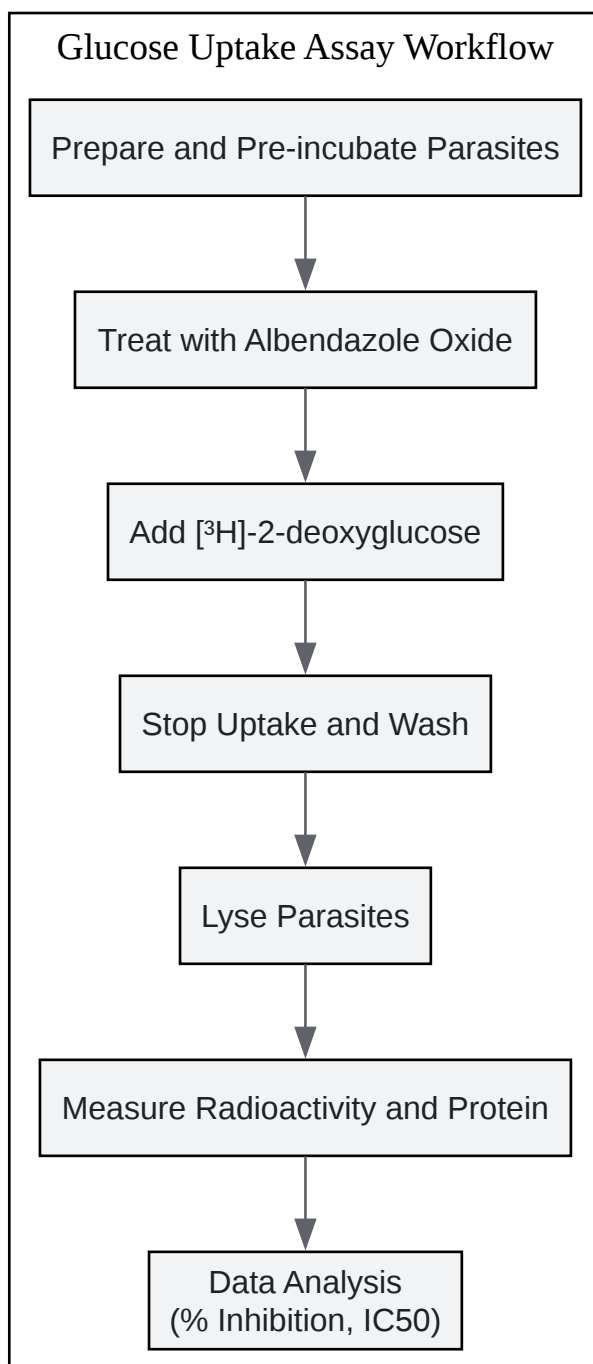 Glucose Uptake Assay Workflow
Prepare and Pre-incubate Parasites
Treat with Albendazole Oxide
Add [³H]-2-deoxyglucose
Stop Uptake and Wash
Lyse Parasites
Measure Radioactivity and Protein
Data Analysis
(% Inhibition, IC50)